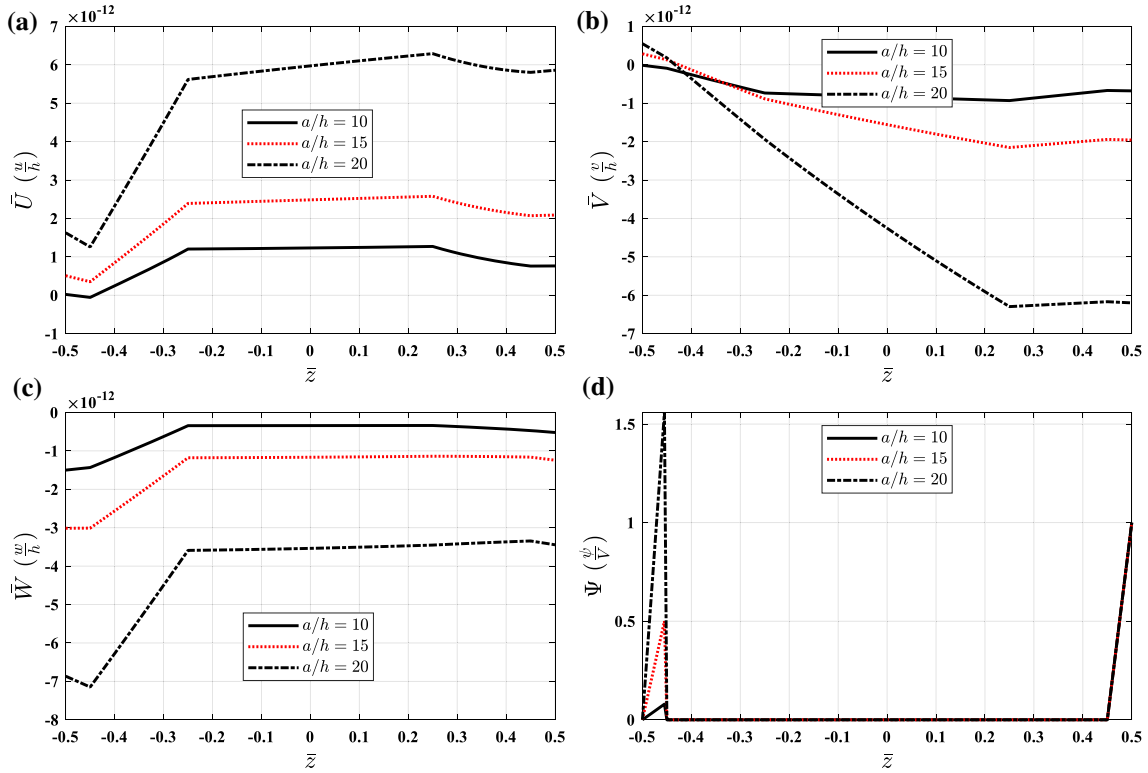 (a)
×10⁻¹²
7
6
5
4
3
2
1
0
-1
Ū (u/h)
a/h = 10
a/h = 15
a/h = 20
-0.5 -0.4 -0.3 -0.2 -0.1 0 0.1 0.2 0.3 0.4 0.5
z̄
(b)
×10⁻¹²
1
0
-1
-2
-3
-4
-5
-6
-7
V̄ (v/h)
a/h = 10
a/h = 15
a/h = 20
-0.5 -0.4 -0.3 -0.2 -0.1 0 0.1 0.2 0.3 0.4 0.5
z̄
(c)
×10⁻¹²
0
-1
-2
-3
-4
-5
-6
-7
-8
W̄ (w/h)
a/h = 10
a/h = 15
a/h = 20
-0.5 -0.4 -0.3 -0.2 -0.1 0 0.1 0.2 0.3 0.4 0.5
z̄
(d)
1.5
1
0.5
0
Ψ (ψ/V)
a/h = 10
a/h = 15
a/h = 20
-0.5 -0.4 -0.3 -0.2 -0.1 0 0.1 0.2 0.3 0.4 0.5
z̄